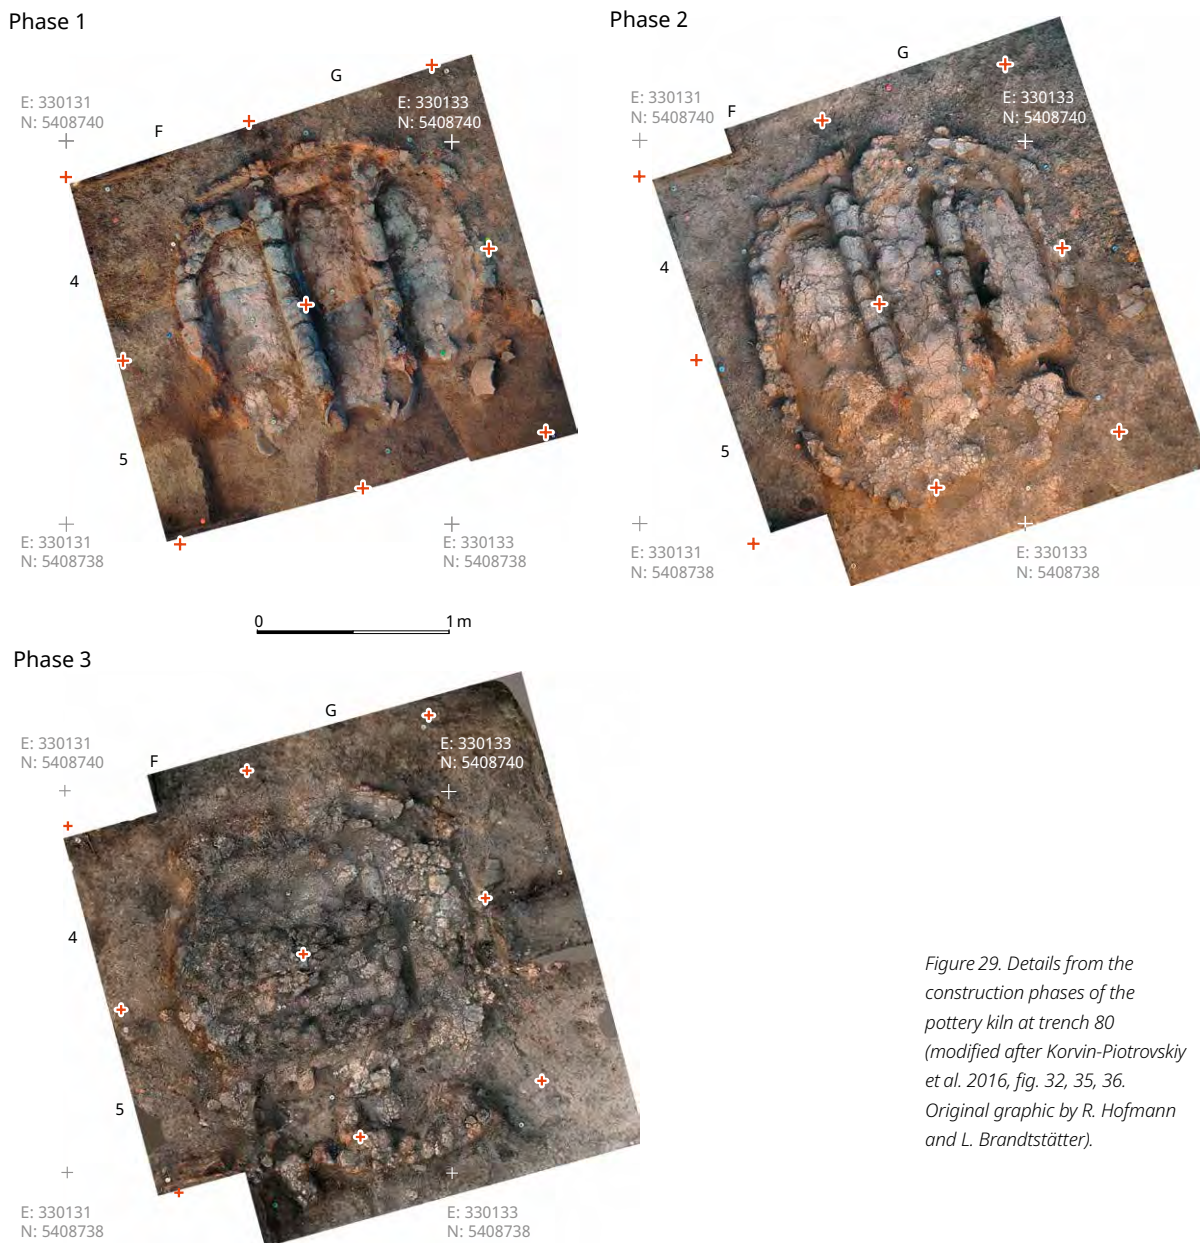 Phase 1
G
F
E: 330131
N: 5408740
E: 330133
N: 5408740
4
5
E: 330131
N: 5408738
E: 330133
N: 5408738
Phase 2
G
F
E: 330131
N: 5408740
E: 330133
N: 5408740
4
5
E: 330131
N: 5408738
E: 330133
N: 5408738
0 1 m
Phase 3
G
F
E: 330131
N: 5408740
E: 330133
N: 5408740
4
5
E: 330131
N: 5408738
E: 330133
N: 5408738
Figure 29. Details from the
construction phases of the
pottery kiln at trench 80
(modified after Korvin-Piotrovskiy
et al. 2016, fig. 32, 35, 36.
Original graphic by R. Hofmann
and L. Brandtstätter).